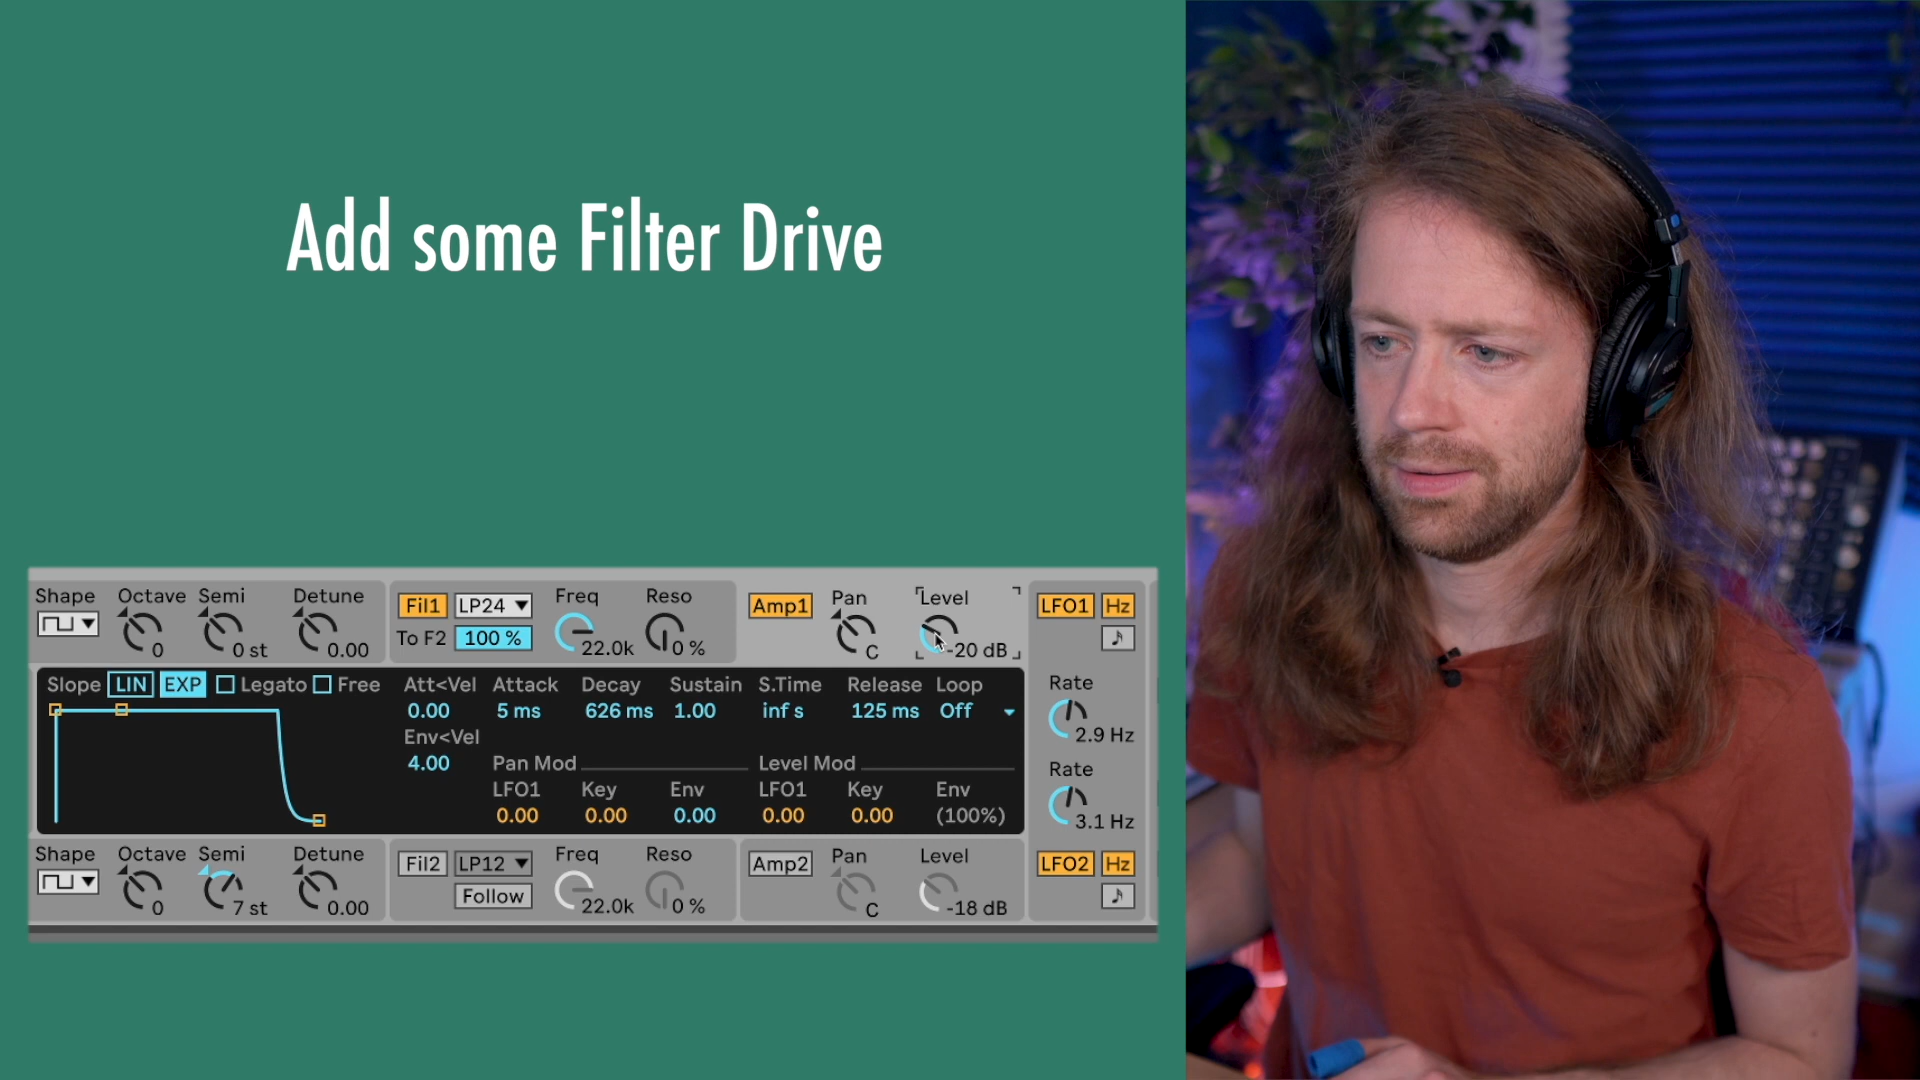 Add some Filter Drive
Shape Octave Semi Detune Fil1 LP24 Freq Reso Amp1 Pan Level LFO1 Hz
0 0 st 0.00 To F2 100 % 22.0k 0 % C -20 dB
Slope LIN EXP Legato Free Att<Vel Attack Decay Sustain S.Time Release Loop Rate
0.00 5 ms 626 ms 1.00 inf s 125 ms Off 2.9 Hz
Env<Vel
4.00 Pan Mod Level Mod Rate
LFO1 Key Env LFO1 Key Env
0.00 0.00 0.00 0.00 0.00 (100%) 3.1 Hz
Shape Octave Semi Detune Fil2 LP12 Freq Reso Amp2 Pan Level LFO2 Hz
0 7 st 0.00 Follow 22.0k 0 % C -18 dB